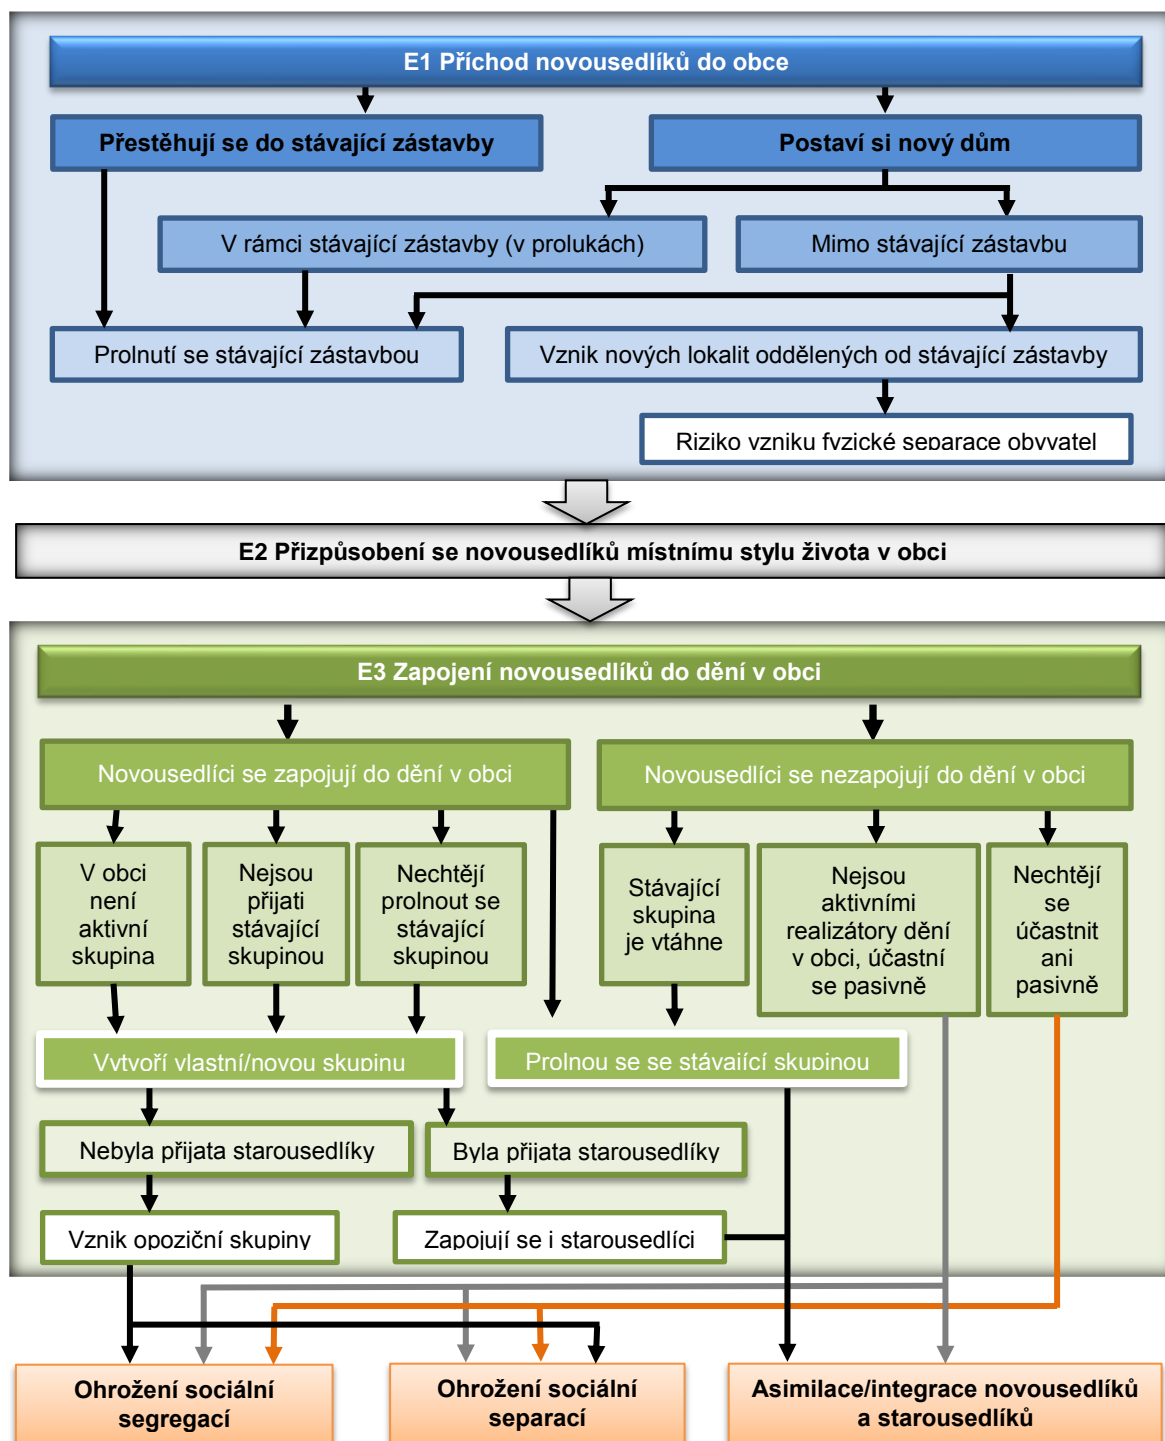 E1 Příchod novousedlíků do obce
Přestěhují se do stávající zástavby
Postaví si nový dům
V rámci stávající zástavby (v prolukách)
Mimo stávající zástavbu
Prolnutí se stávající zástavbou
Vznik nových lokalit oddělených od stávající zástavby
Riziko vzniku fyzické separace obyvatel
E2 Přizpůsobení se novousedlíků místnímu stylu života v obci
E3 Zapojení novousedlíků do dění v obci
Novousedlíci se zapojují do dění v obci
Novousedlíci se nezapojují do dění v obci
V obci
není
aktivní
skupina
Nejsou
přijati
stávající
skupinou
Nechtějí
prolnout se
stávající
skupinou
Stávající
skupina
je vtáhne
Nejsou
aktivními
realizátory dění
v obci, účastní
se pasivně
Nechtějí
se
účastnit
ani
pasivně
Vytvoří vlastní/novou skupinu
Prolnou se se stávající skupinou
Nebyla přijata starousedlíky
Byla přijata starousedlíky
Vznik opoziční skupiny
Zapojují se i starousedlíci
Ohrožení sociální
segregací
Ohrožení sociální
separací
Asimilace/integrace novousedlíků
a starousedlíků